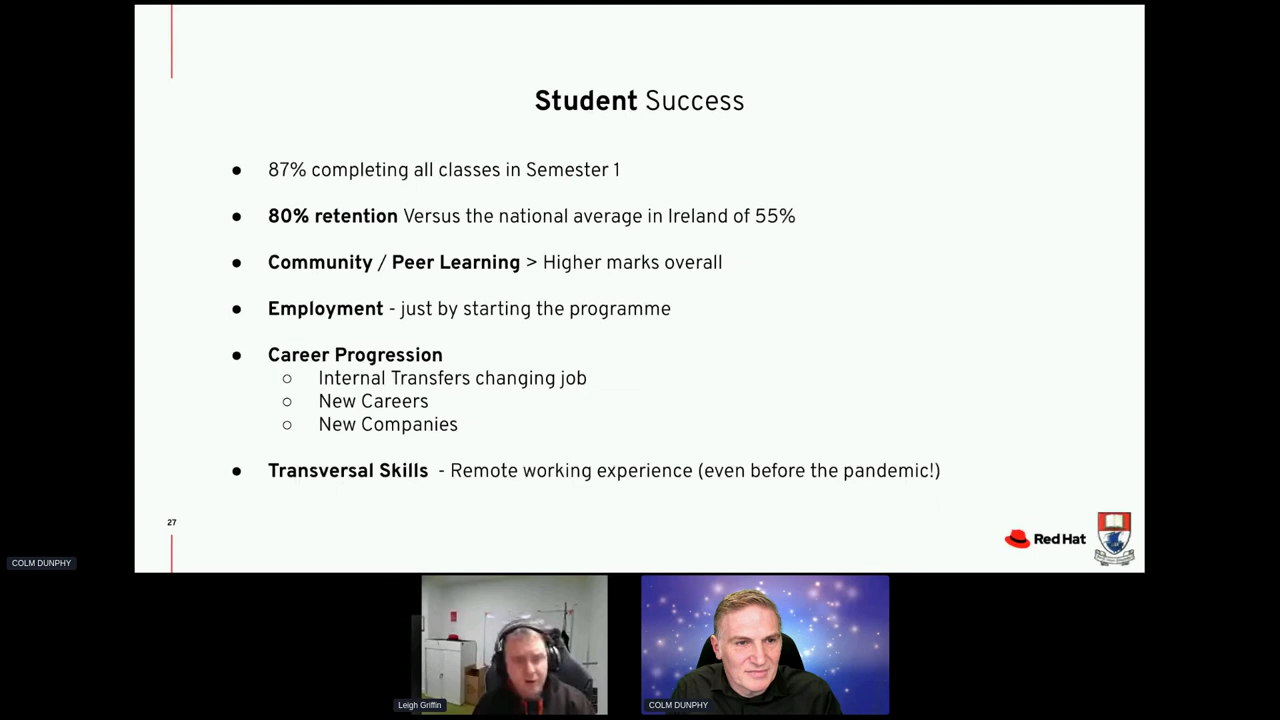 Student Success
● 87% completing all classes in Semester 1
● 80% retention Versus the national average in Ireland of 55%
● Community / Peer Learning > Higher marks overall
● Employment - just by starting the programme
● Career Progression
○ Internal Transfers changing job
○ New Careers
○ New Companies
● Transversal Skills - Remote working experience (even before the pandemic!)
27
Red Hat
COLM DUNPHY
Leigh Griffin
COLM DUNPHY